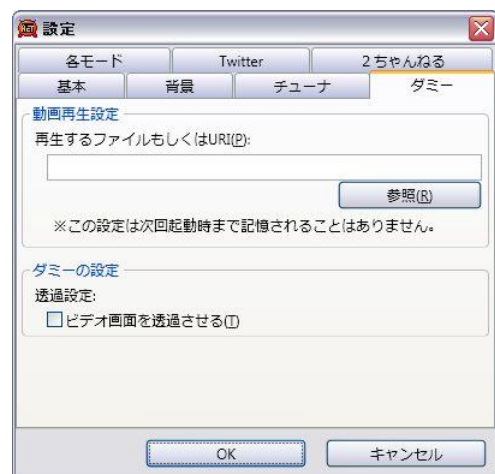 設定
各モード Twitter 2ちゃんねる
基本 背景 チューナ ダミー
動画再生設定
再生するファイルもしくはURI(P):
参照(R)
※この設定は次回起動時まで記憶されることはありません。
ダミーの設定
透過設定:
ビデオ画面を透過させる(T)
OK キャンセル